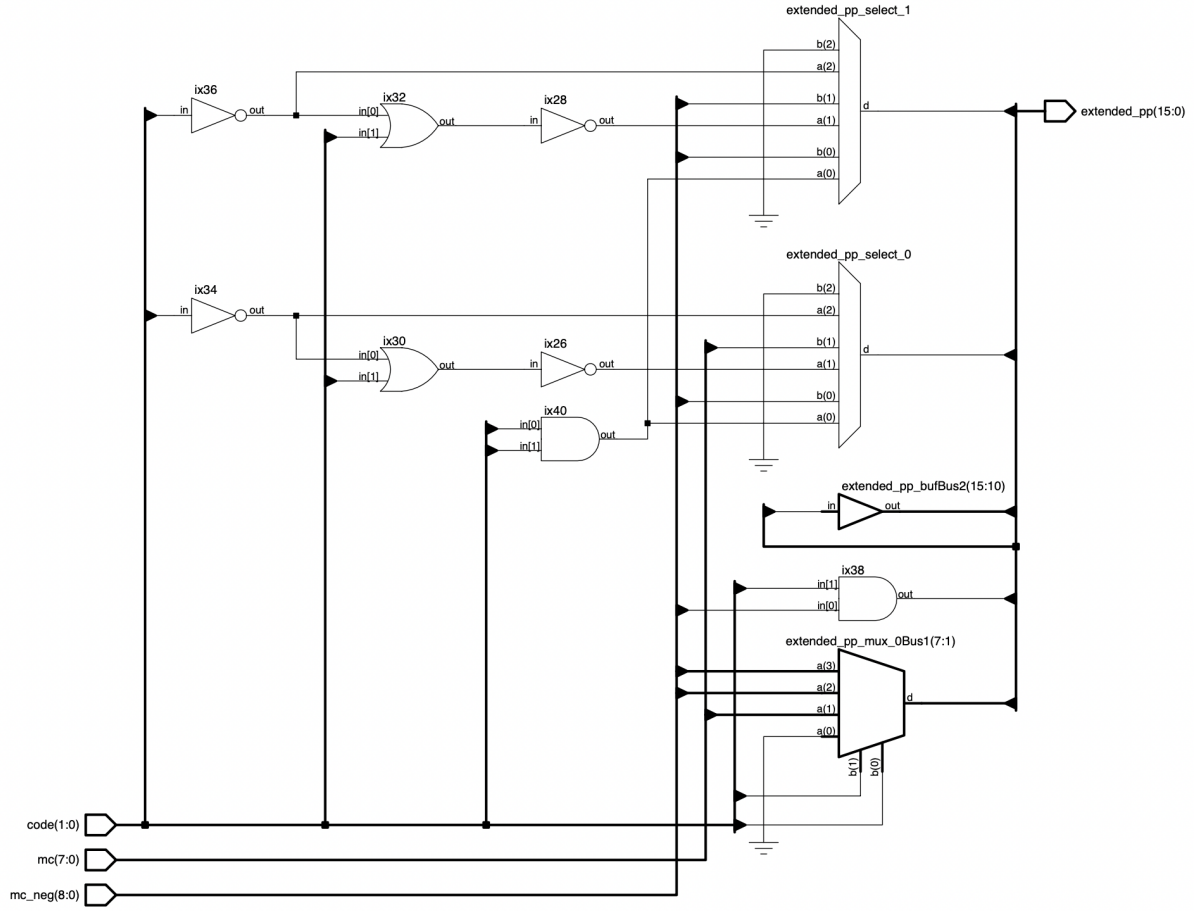 extended_pp_select_1
b(2)
a(2)
ix36
in
out
ix32
in[0]
in[1]
out
ix28
in
out
b(1)
a(1)
d
b(0)
a(0)
extended_pp(15:0)
extended_pp_select_0
b(2)
a(2)
ix34
in
out
ix30
in[0]
in[1]
out
ix26
in
out
b(1)
a(1)
d
b(0)
a(0)
ix40
in[0]
in[1]
out
extended_pp_bufBus2(15:10)
in
out
ix38
in[1]
in[0]
out
extended_pp_mux_0Bus1(7:1)
a(3)
a(2)
a(1)
a(0)
d
b(1)
b(0)
code(1:0)
mc(7:0)
mc_neg(8:0)